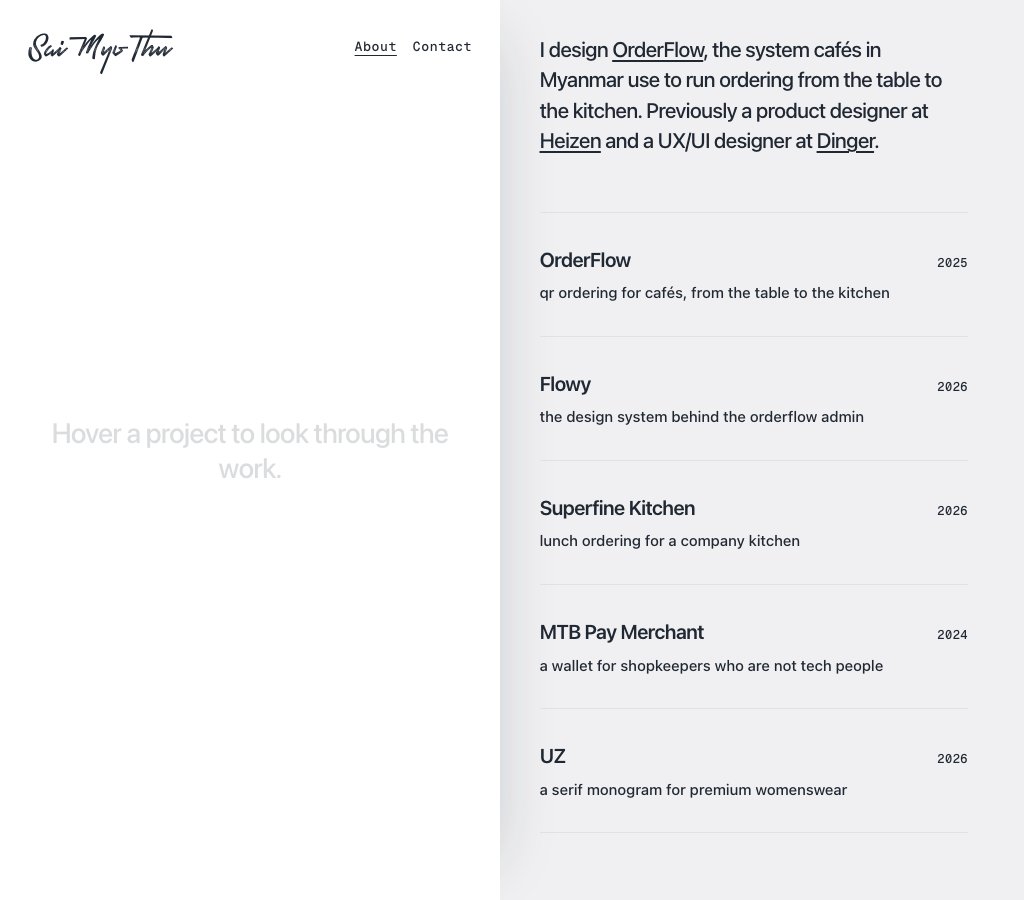 Sai Myo Thu
About Contact
Hover a project to look through the
work.
I design OrderFlow, the system cafés in
Myanmar use to run ordering from the table to
the kitchen. Previously a product designer at
Heizen and a UX/UI designer at Dinger.
OrderFlow 2025
qr ordering for cafés, from the table to the kitchen
Flowy 2026
the design system behind the orderflow admin
Superfine Kitchen 2026
lunch ordering for a company kitchen
MTB Pay Merchant 2024
a wallet for shopkeepers who are not tech people
UZ 2026
a serif monogram for premium womenswear